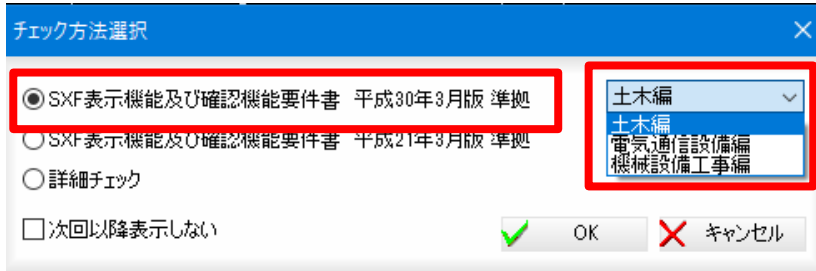 チェック方法選択
SXF表示機能及び確認機能要件書 平成30年3月版 準拠
土木編
SXF表示機能及び確認機能要件書 平成21年3月版 準拠
土木編
電気通信設備編
機械設備工事編
詳細チェック
次回以降表示しない
OK
キャンセル